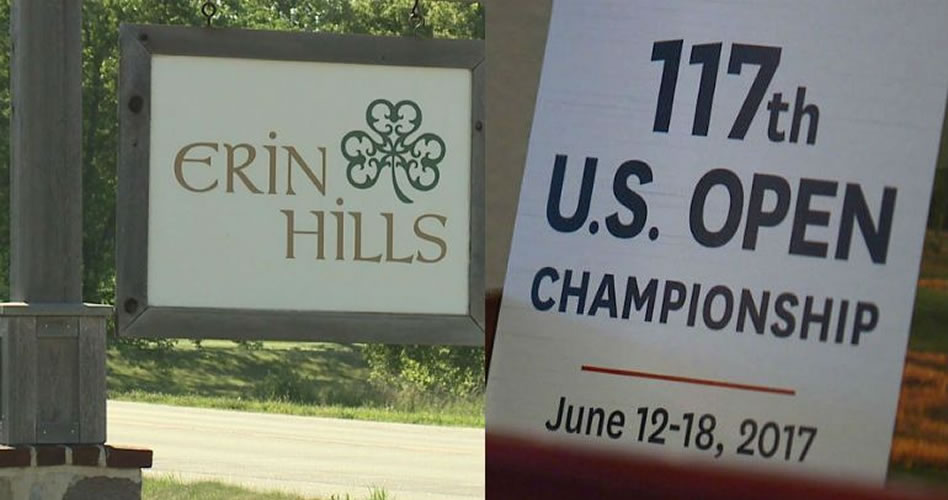 ERiN
HiLLS
117th
U.S. OPEN
CHAMPIONSHIP
June 12-18, 2017